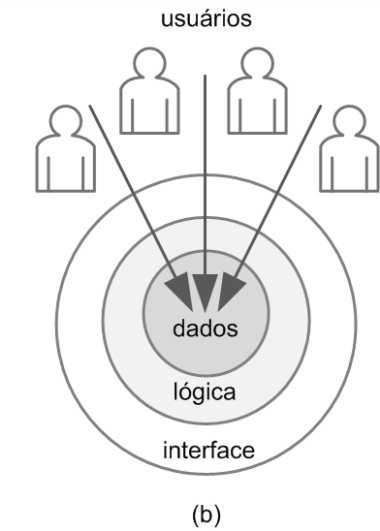 usuários
dados
lógica
interface
(b)